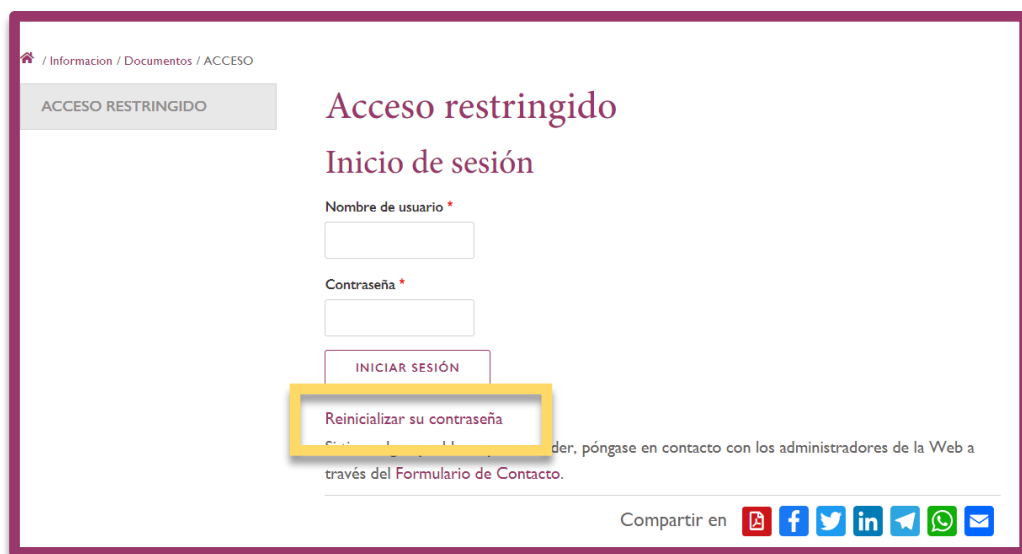 / Informacion / Documentos / ACCESO
ACCESO RESTRINGIDO
Acceso restringido
Inicio de sesión
Nombre de usuario *
Contraseña *
INICIAR SESIÓN
Reinicializar su contraseña
póngase en contacto con los administradores de la Web a
través del Formulario de Contacto.
Compartir en